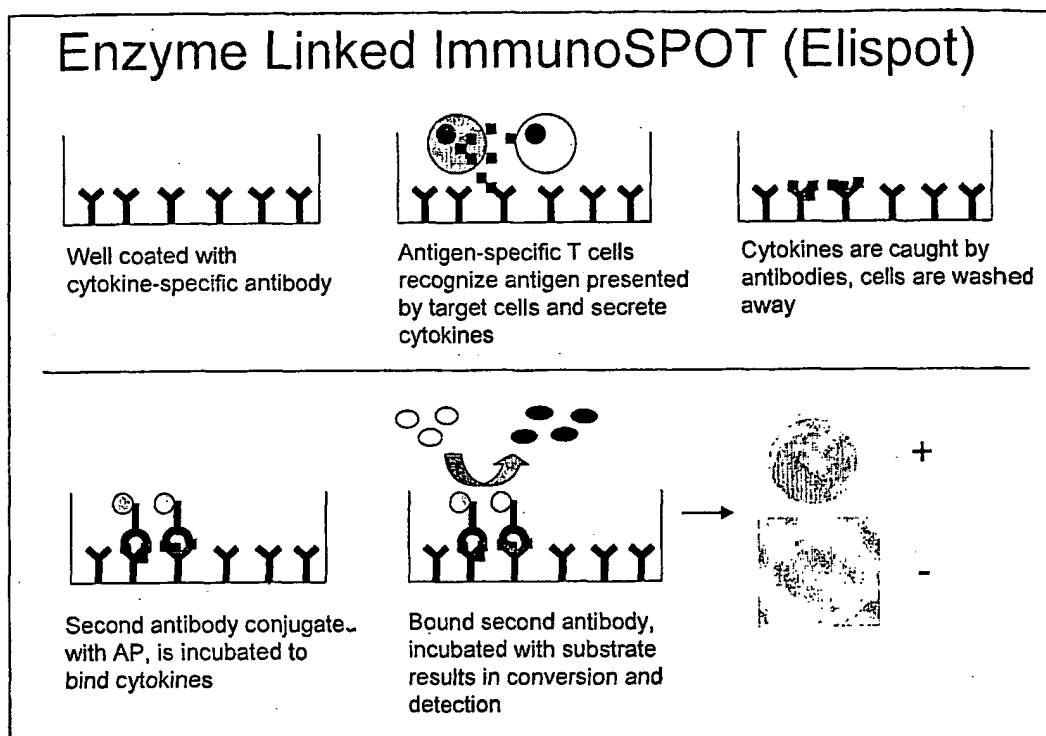 Enzyme Linked ImmunoSPOT (Elispot)
Well coated with
cytokine-specific antibody
Antigen-specific T cells
recognize antigen presented
by target cells and secrete
cytokines
Cytokines are caught by
antibodies, cells are washed
away
Second antibody conjugate
with AP, is incubated to
bind cytokines
Bound second antibody,
incubated with substrate
results in conversion and
detection
+
-